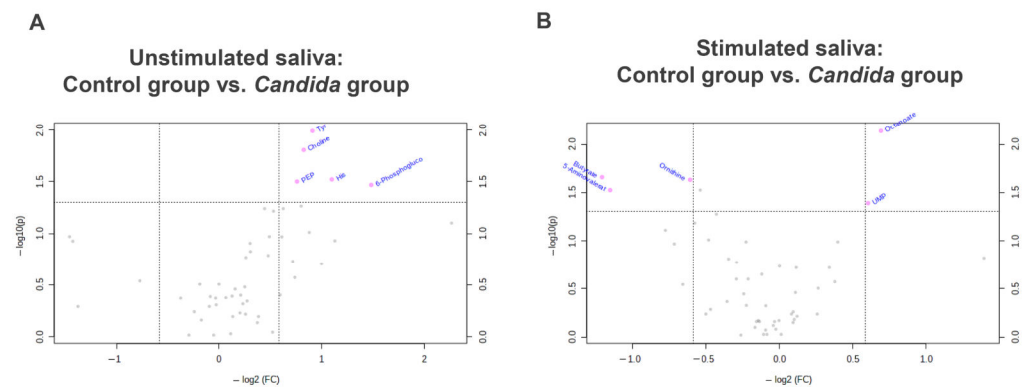 A
Unstimulated saliva:
Control group vs. Candida group
2.0
1.5
1.0
0.5
0.0
– log10(p)
Tyr
Choline
PEP
His
6-Phosphogluco
2.0
1.5
1.0
0.5
0.0
−1
0
1
2
– log2 (FC)
B
Stimulated saliva:
Control group vs. Candida group
2.0
1.5
1.0
0.5
0.0
– log10(p)
Octanoate
Butyrate
5-Aminovalerat
Ornithine
UMP
2.0
1.5
1.0
0.5
0.0
−1.0
−0.5
0.0
0.5
1.0
– log2 (FC)